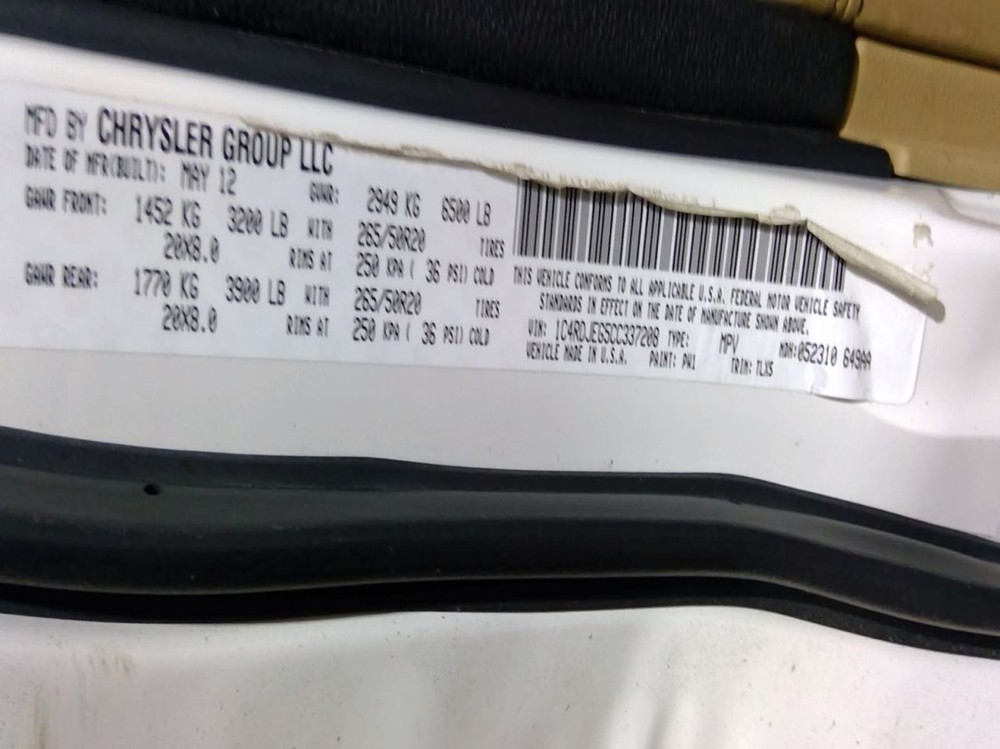 MFD BY CHRYSLER GROUP LLC
DATE OF MFR(BUILT): MAY 12 GVWR: 2949 KG 6500 LB
GAWR FRONT: 1452 KG 3200 LB WITH 265/50R20 TIRES
20X8.0 RIMS AT 250 KPA ( 36 PSI) COLD
GAWR REAR: 1770 KG 3900 LB WITH 265/50R20 TIRES
20X8.0 RIMS AT 250 KPA ( 36 PSI) COLD
THIS VEHICLE CONFORMS TO ALL APPLICABLE U.S.A. FEDERAL MOTOR VEHICLE SAFETY
STANDARDS IN EFFECT ON THE DATE OF MANUFACTURE SHOWN ABOVE.
VIN: 1C4RDJEG5CC337208 TYPE: MPV MDH:052310 649AA
VEHICLE MADE IN U.S.A. PAINT: PW1 TRIM: TLX5